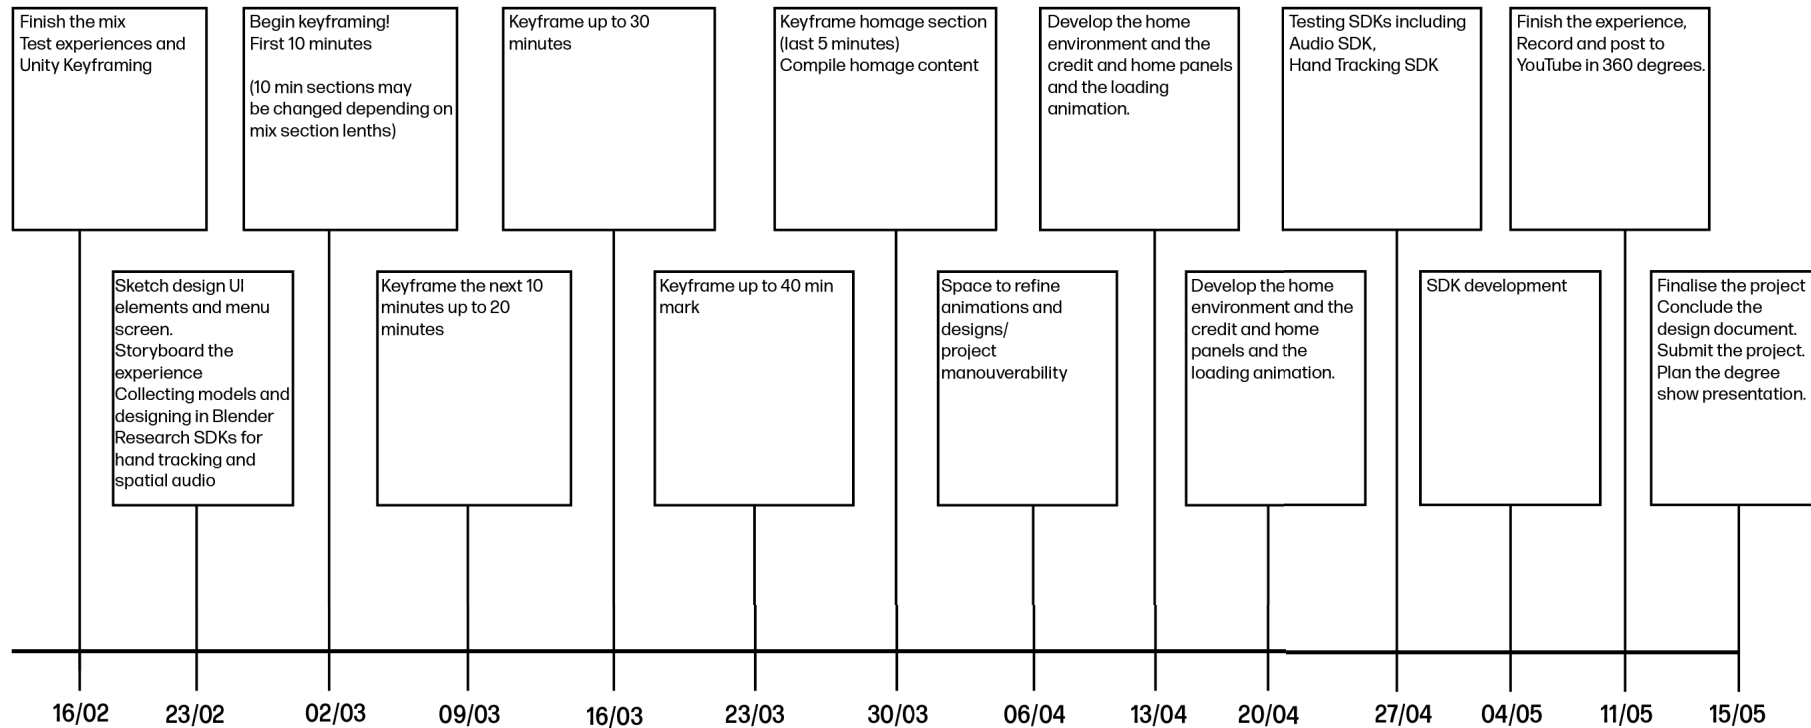 Finish the mix
Test experiences and
Unity Keyframing
Begin keyframing!
First 10 minutes
(10 min sections may
be changed depending on
mix section lenths)
Keyframe up to 30
minutes
Keyframe homage section
(last 5 minutes)
Compile homage content
Develop the home
environment and the
credit and home panels
and the loading
animation.
Testing SDKs including
Audio SDK,
Hand Tracking SDK
Finish the experience,
Record and post to
YouTube in 360 degrees.
Sketch design UI
elements and menu
screen.
Storyboard the
experience
Collecting models and
designing in Blender
Research SDKs for
hand tracking and
spatial audio
Keyframe the next 10
minutes up to 20
minutes
Keyframe up to 40 min
mark
Space to refine
animations and
designs/
project
manouverability
Develop the home
environment and the
credit and home
panels and the
loading animation.
SDK development
Finalise the project
Conclude the
design document.
Submit the project.
Plan the degree
show presentation.
16/02 23/02 02/03 09/03 16/03 23/03 30/03 06/04 13/04 20/04 27/04 04/05 11/05 15/05